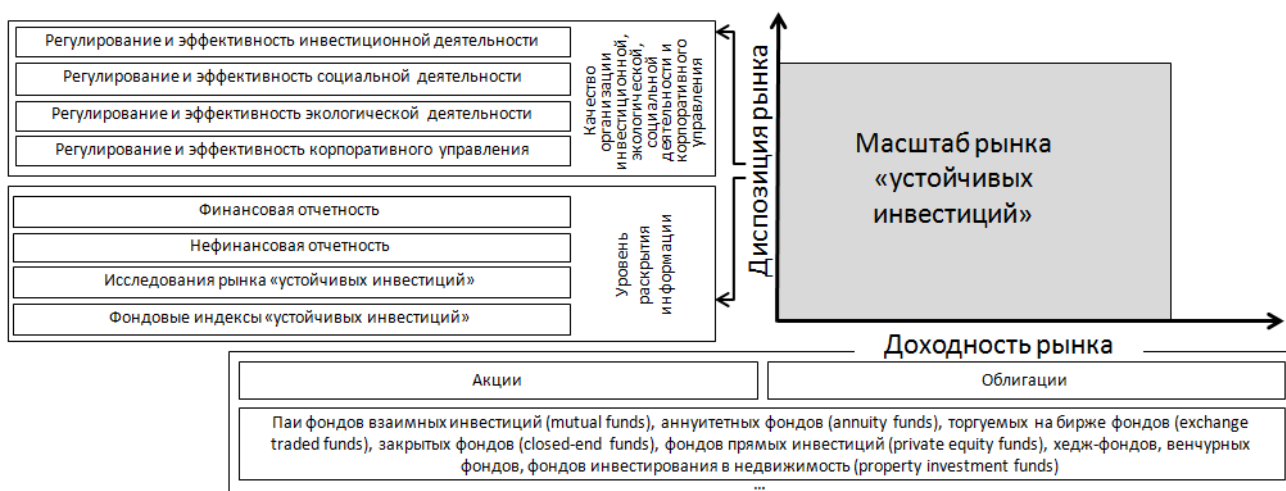 Регулирование и эффективность инвестиционной деятельности
Регулирование и эффективность социальной деятельности
Регулирование и эффективность экологической деятельности
Регулирование и эффективность корпоративного управления
Качество
организации
инвестиционной,
экологической,
социальной
деятельности и
корпоративного
управления
Финансовая отчетность
Нефинансовая отчетность
Исследования рынка «устойчивых инвестиций»
Фондовые индексы «устойчивых инвестиций»
Уровень
раскрытия
информации
Диспозиция рынка
Масштаб рынка
«устойчивых
инвестиций»
Доходность рынка
Акции
Облигации
Паи фондов взаимных инвестиций (mutual funds), аннуитетных фондов (annuity funds), торгуемых на бирже фондов (exchange
traded funds), закрытых фондов (closed-end funds), фондов прямых инвестиций (private equity funds), хедж-фондов, венчурных
фондов, фондов инвестирования в недвижимость (property investment funds)
...